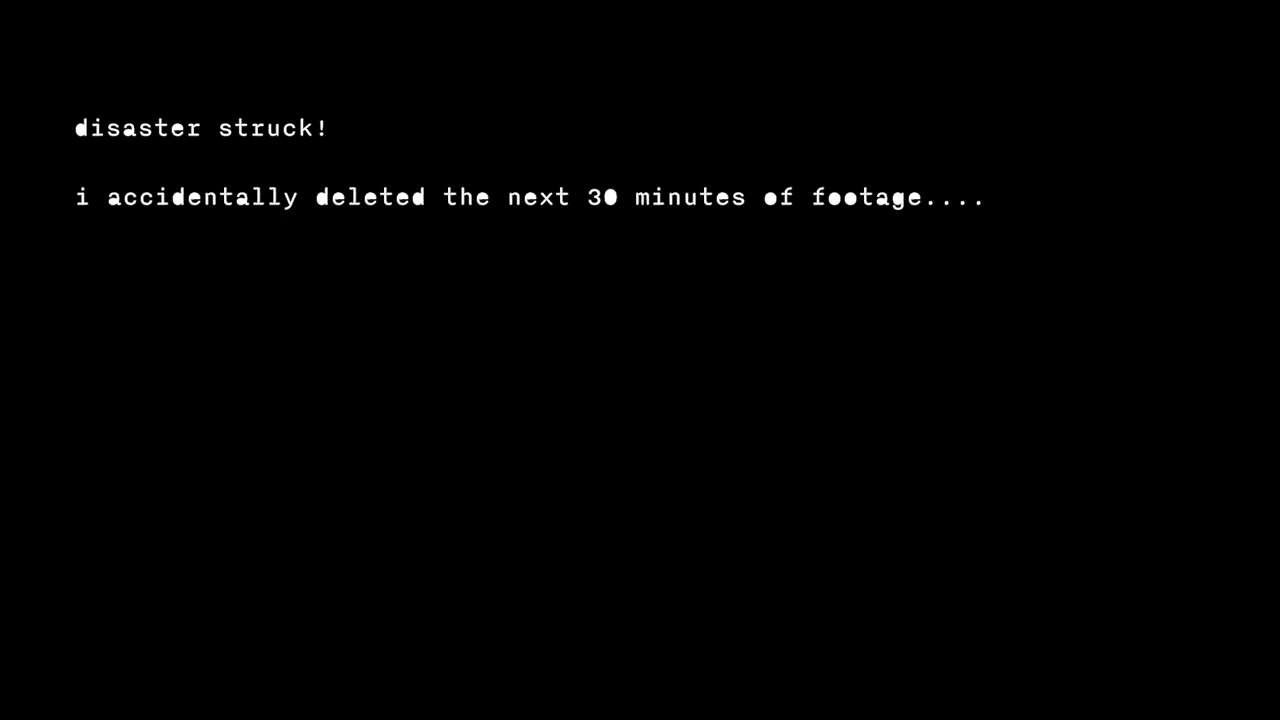 disaster struck!
i accidentally deleted the next 30 minutes of footage....